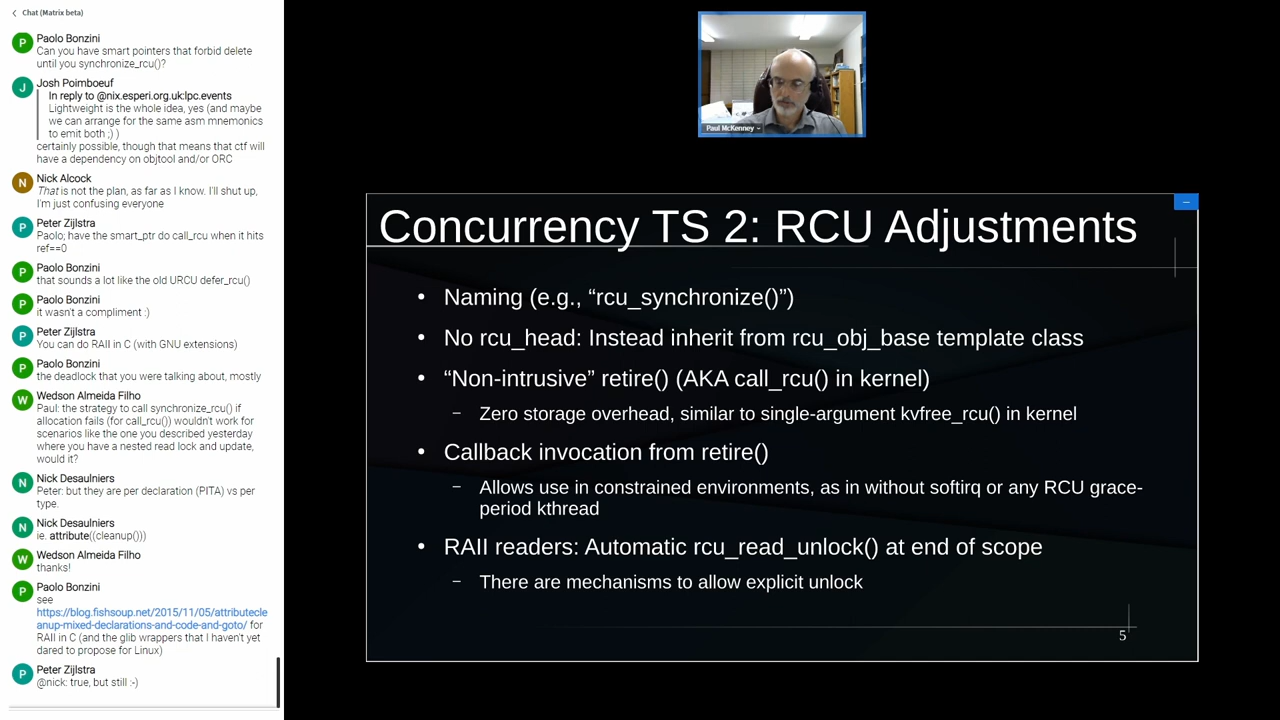 Chat (Matrix beta)
Paolo Bonzini
Can you have smart pointers that forbid delete
until you synchronize_rcu()?
Josh Poimboeuf
In reply to @nix.esperi.org.uk:lpc.events
Lightweight is the whole idea, yes (and maybe
we can arrange for the same asm mnemonics
to emit both ;) )
certainly possible, though that means that ctf will
have a dependency on objtool and/or ORC
Nick Alcock
That is not the plan, as far as I know. I'll shut up,
I'm just confusing everyone
Peter Zijlstra
Paolo; have the smart_ptr do call_rcu when it hits
ref==0
Paolo Bonzini
that sounds a lot like the old URCU defer_rcu()
Paolo Bonzini
it wasn't a compliment :)
Peter Zijlstra
You can do RAII in C (with GNU extensions)
Paolo Bonzini
the deadlock that you were talking about, mostly
Wedson Almeida Filho
Paul: the strategy to call synchronize_rcu() if
allocation fails (for call_rcu()) wouldn't work for
scenarios like the one you described yesterday
where you have a nested read lock and update,
would it?
Nick Desaulniers
Peter: but they are per declaration (PITA) vs per
type.
Nick Desaulniers
ie. attribute((cleanup()))
Wedson Almeida Filho
thanks!
Paolo Bonzini
see
https://blog.fishsoup.net/2015/11/05/attributecle
anup-mixed-declarations-and-code-and-goto/ for
RAII in C (and the glib wrappers that I haven't yet
dared to propose for Linux)
Peter Zijlstra
@nick: true, but still :-)
P
J
N
P
P
P
P
P
W
N
N
W
P
P
Paul McKenney
Concurrency TS 2: RCU Adjustments
• Naming (e.g., “rcu_synchronize()”)
• No rcu_head: Instead inherit from rcu_obj_base template class
• “Non-intrusive” retire() (AKA call_rcu() in kernel)
– Zero storage overhead, similar to single-argument kvfree_rcu() in kernel
• Callback invocation from retire()
– Allows use in constrained environments, as in without softirq or any RCU grace-
period kthread
• RAII readers: Automatic rcu_read_unlock() at end of scope
– There are mechanisms to allow explicit unlock
5